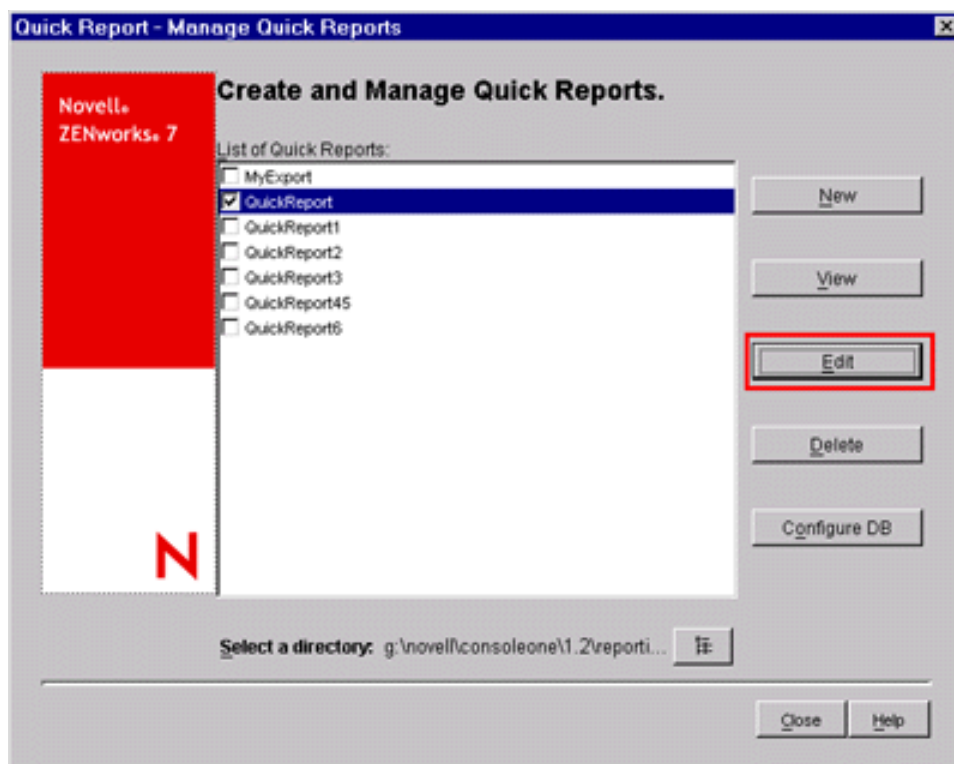 Quick Report - Manage Quick Reports
Novell®
ZENworks® 7
Create and Manage Quick Reports.
List of Quick Reports:
MyExport
QuickReport
QuickReport1
QuickReport2
QuickReport3
QuickReport45
QuickReport6
New
View
Edit
Delete
Configure DB
N
Select a directory: g:\novell\consoleone\1.2\reporti...
Close
Help